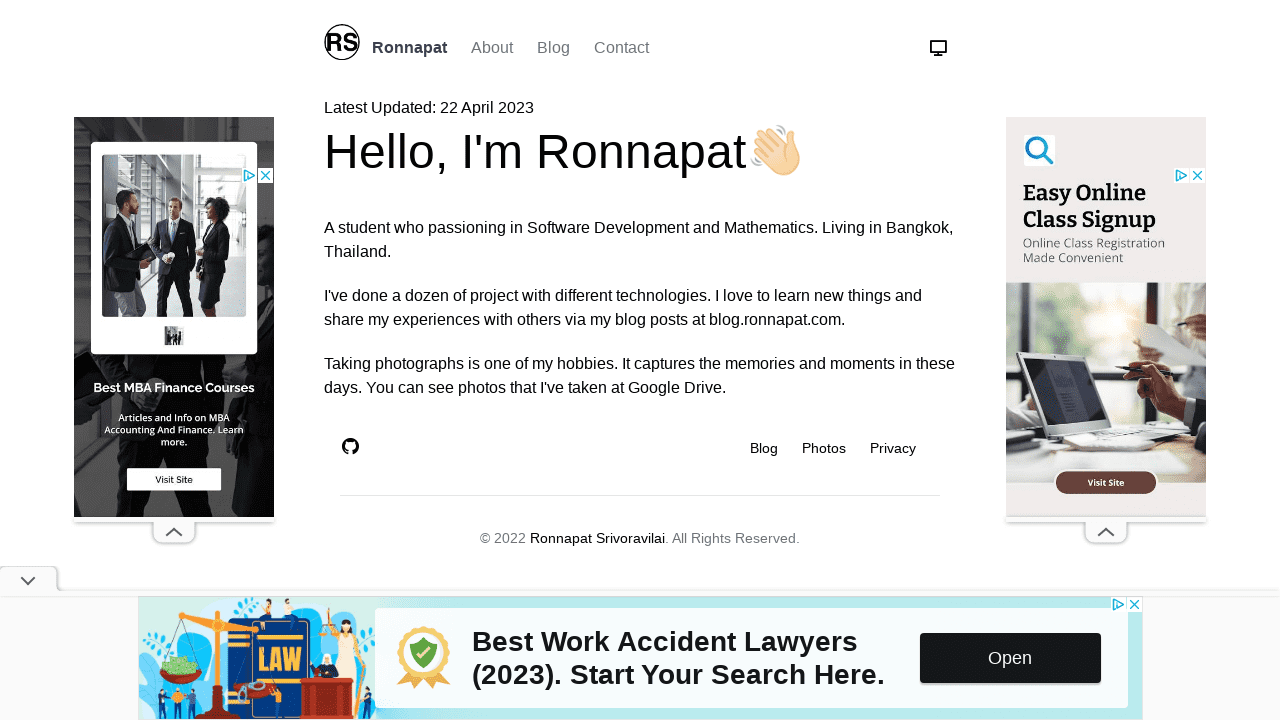 RS
Ronnapat About Blog Contact
Latest Updated: 22 April 2023
Hello, I'm Ronnapat
A student who passioning in Software Development and Mathematics. Living in Bangkok,
Thailand.
I've done a dozen of project with different technologies. I love to learn new things and
share my experiences with others via my blog posts at blog.ronnapat.com.
Taking photographs is one of my hobbies. It captures the memories and moments in these
days. You can see photos that I've taken at Google Drive.
Blog Photos Privacy
© 2022 Ronnapat Srivoravilai. All Rights Reserved.
Best MBA Finance Courses
Articles and Info on MBA
Accounting And Finance. Learn
more.
Visit Site
Easy Online
Class Signup
Online Class Registration
Made Convenient
Visit Site
LAW
Best Work Accident Lawyers
(2023). Start Your Search Here.
Open